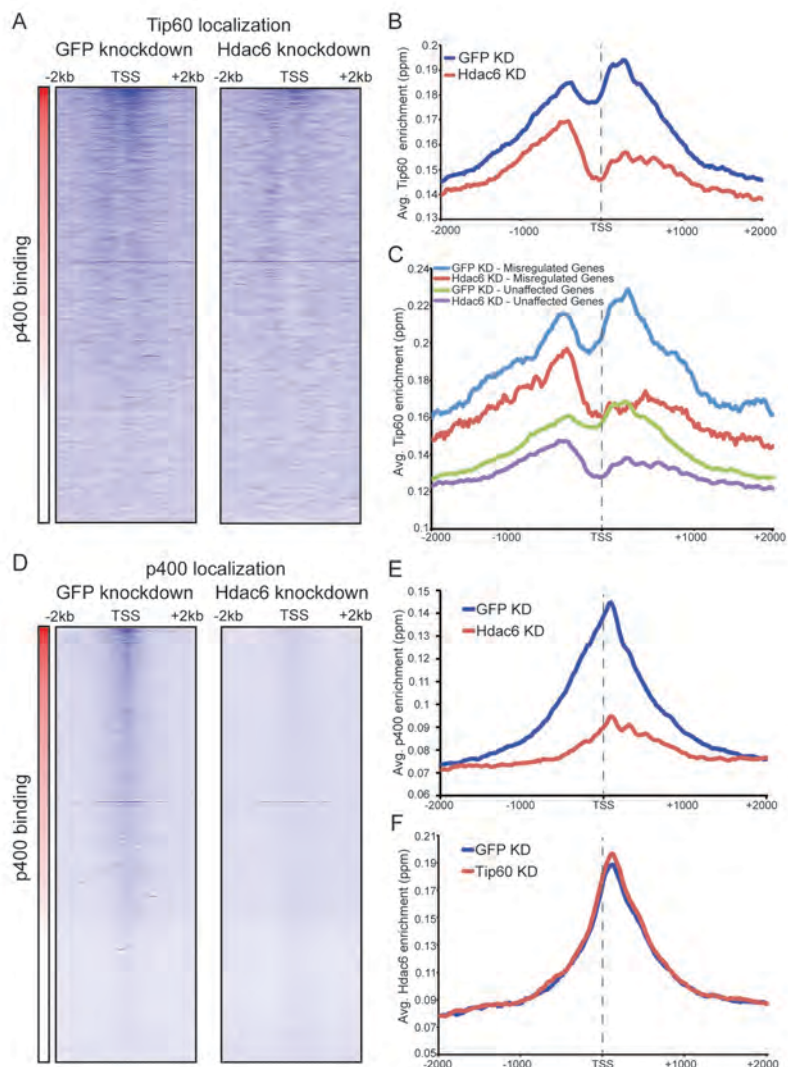 A
Tip60 localization
GFP knockdown Hdac6 knockdown
-2kb TSS +2kb -2kb TSS +2kb
p400 binding
B
Avg. Tip60 enrichment (ppm)
0.2
0.19
0.18
0.17
0.16
0.15
0.14
0.13
GFP KD
Hdac6 KD
-2000 -1000 TSS +1000 +2000
C
Avg. Tip60 enrichment (ppm)
0.24
0.22
0.2
0.18
0.16
0.14
0.12
0.1
GFP KD - Misregulated Genes
Hdac6 KD - Misregulated Genes
GFP KD - Unaffected Genes
Hdac6 KD - Unaffected Genes
-2000 -1000 TSS +1000 +2000
D
p400 localization
GFP knockdown Hdac6 knockdown
-2kb TSS +2kb -2kb TSS +2kb
p400 binding
E
Avg. p400 enrichment (ppm)
0.15
0.14
0.13
0.12
0.11
0.10
0.09
0.08
0.07
0.06
GFP KD
Hdac6 KD
-2000 -1000 TSS +1000 +2000
F
Avg. Hdac6 enrichment (ppm)
0.21
0.19
0.17
0.15
0.13
0.11
0.09
0.07
0.05
GFP KD
Tip60 KD
-2000 -1000 TSS +1000 +2000